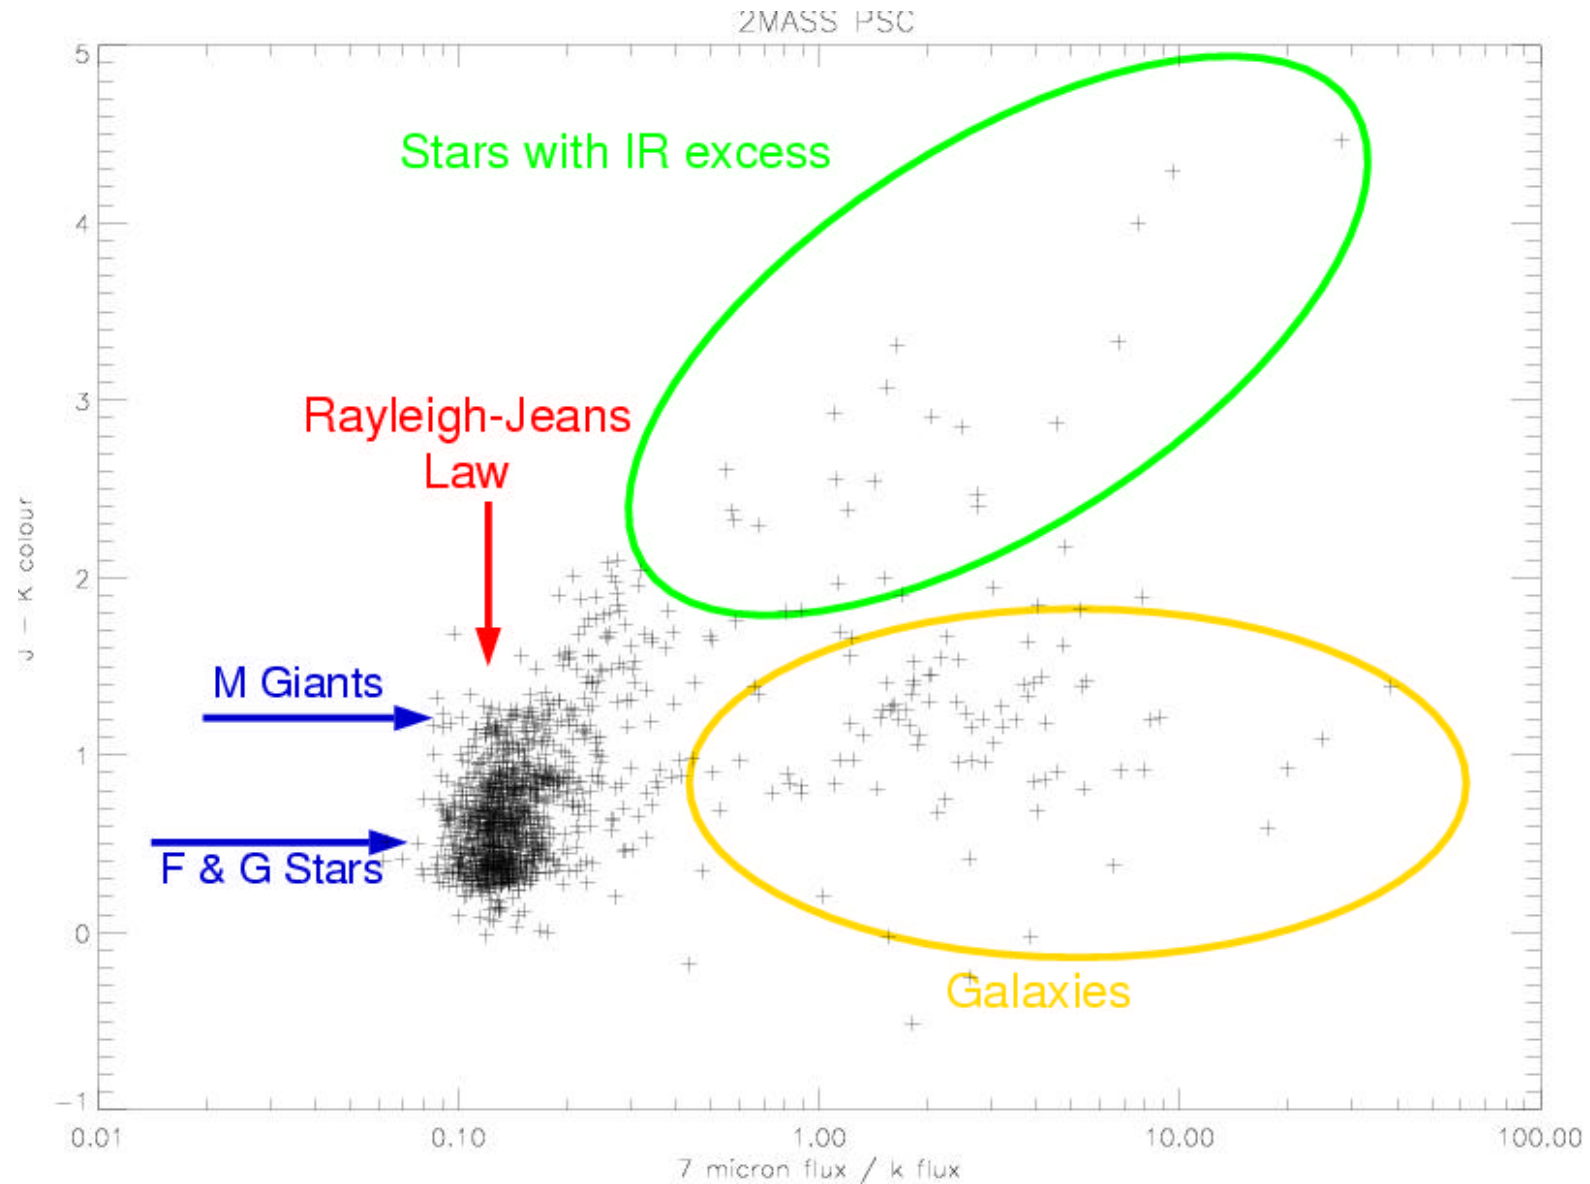 2MASS PSC
5
Stars with IR excess
4
3
Rayleigh-Jeans
Law
J - K colour
2
M Giants
1
F & G Stars
0
Galaxies
-1
0.01
0.10
1.00
10.00
100.00
7 micron flux / k flux